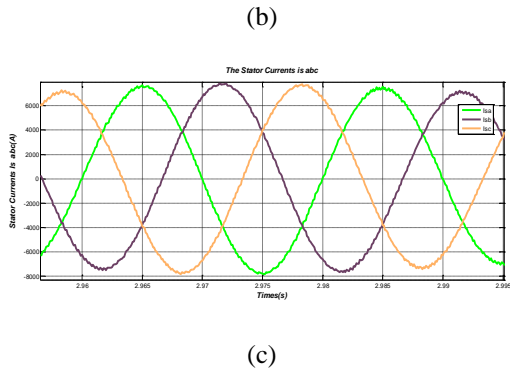 (b)
The Stator Currents is abc
Stator Currents is abc(A)
6000
4000
2000
0
-2000
-4000
-6000
-8000
Isa
Isb
Isc
2.96
2.965
2.97
2.975
2.98
2.985
2.99
2.995
Times(s)
(c)